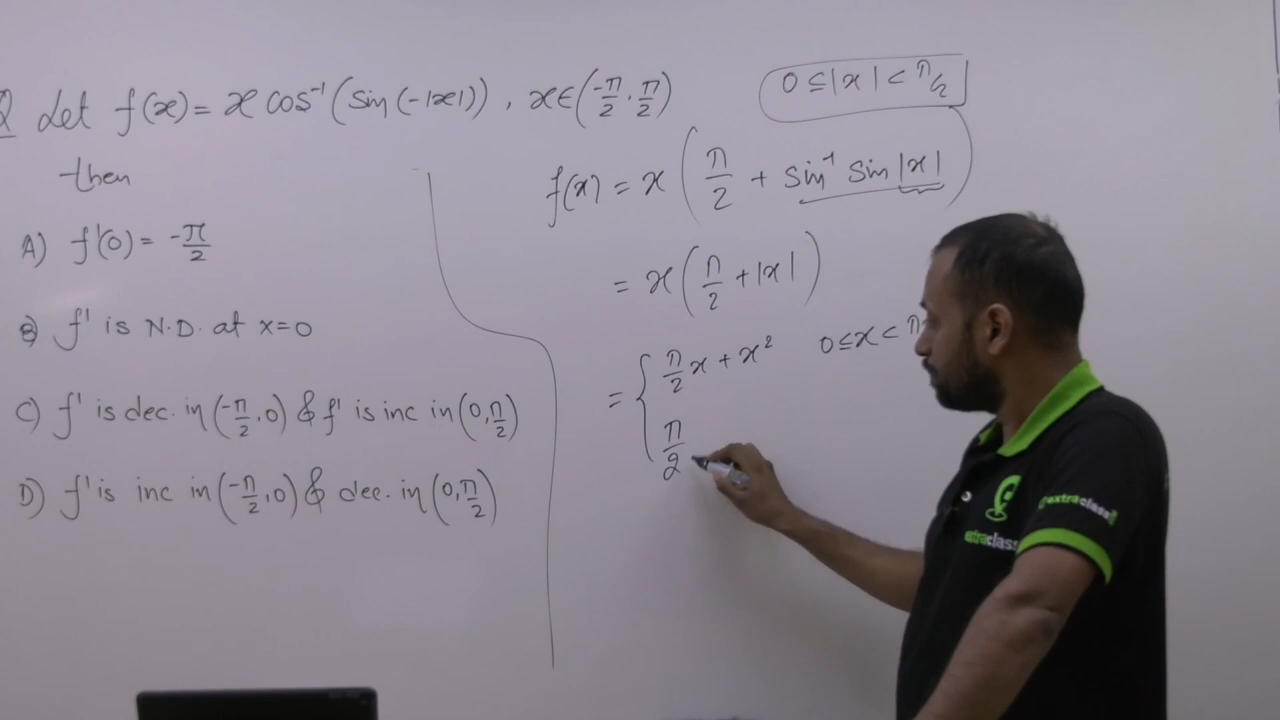 Q Let f(x) = x cos⁻¹(sin(-|x|)), x∈(-π/2, π/2)
then
A) f'(0) = -π/2
B) f' is N.D. at x=0
C) f' is dec. in (-π/2, 0) & f' is inc in (0, π/2)
D) f' is inc in (-π/2, 0) & dec. in (0, π/2)
0 ≤ |x| < π/2
f(x) = x (π/2 + sin⁻¹ sin |x|)
= x (π/2 + |x|)
= { π/2 x + x² 0 ≤ x < π
π/2
extraclass
extraclass